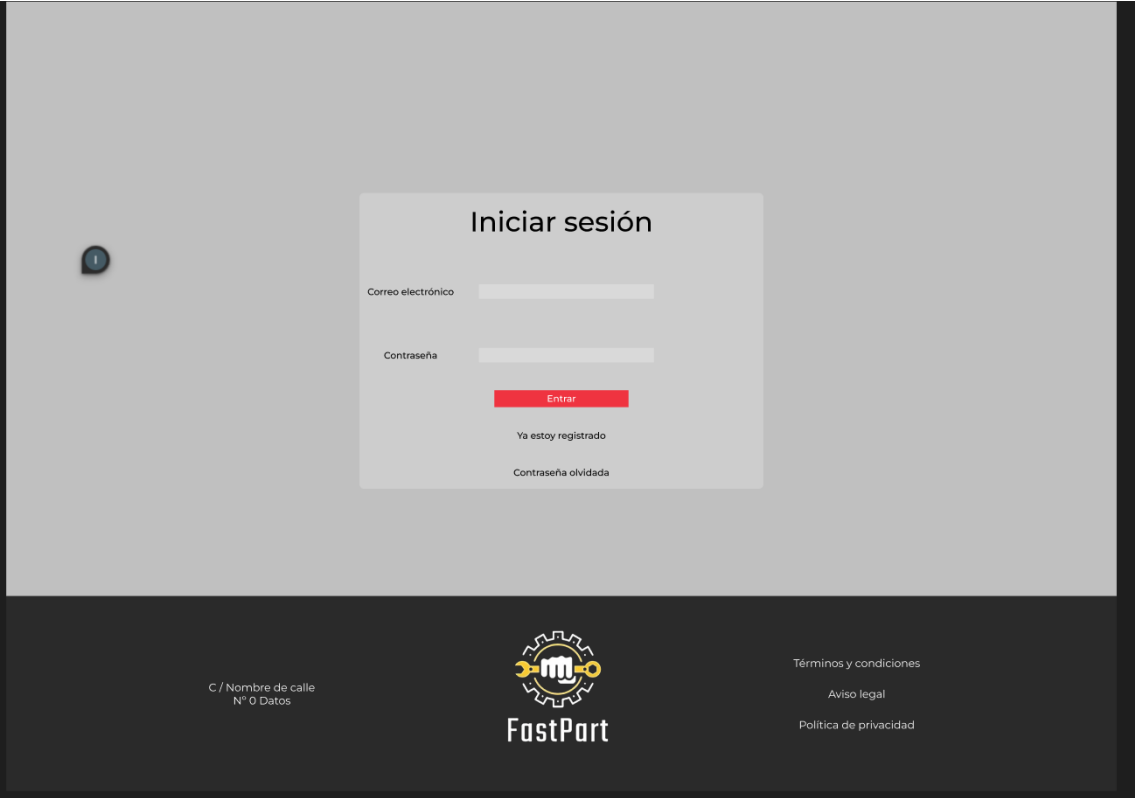 Iniciar sesión
Correo electrónico
Contraseña
Entrar
Ya estoy registrado
Contraseña olvidada
C / Nombre de calle
Nº 0 Datos
FastPart
Términos y condiciones
Aviso legal
Política de privacidad